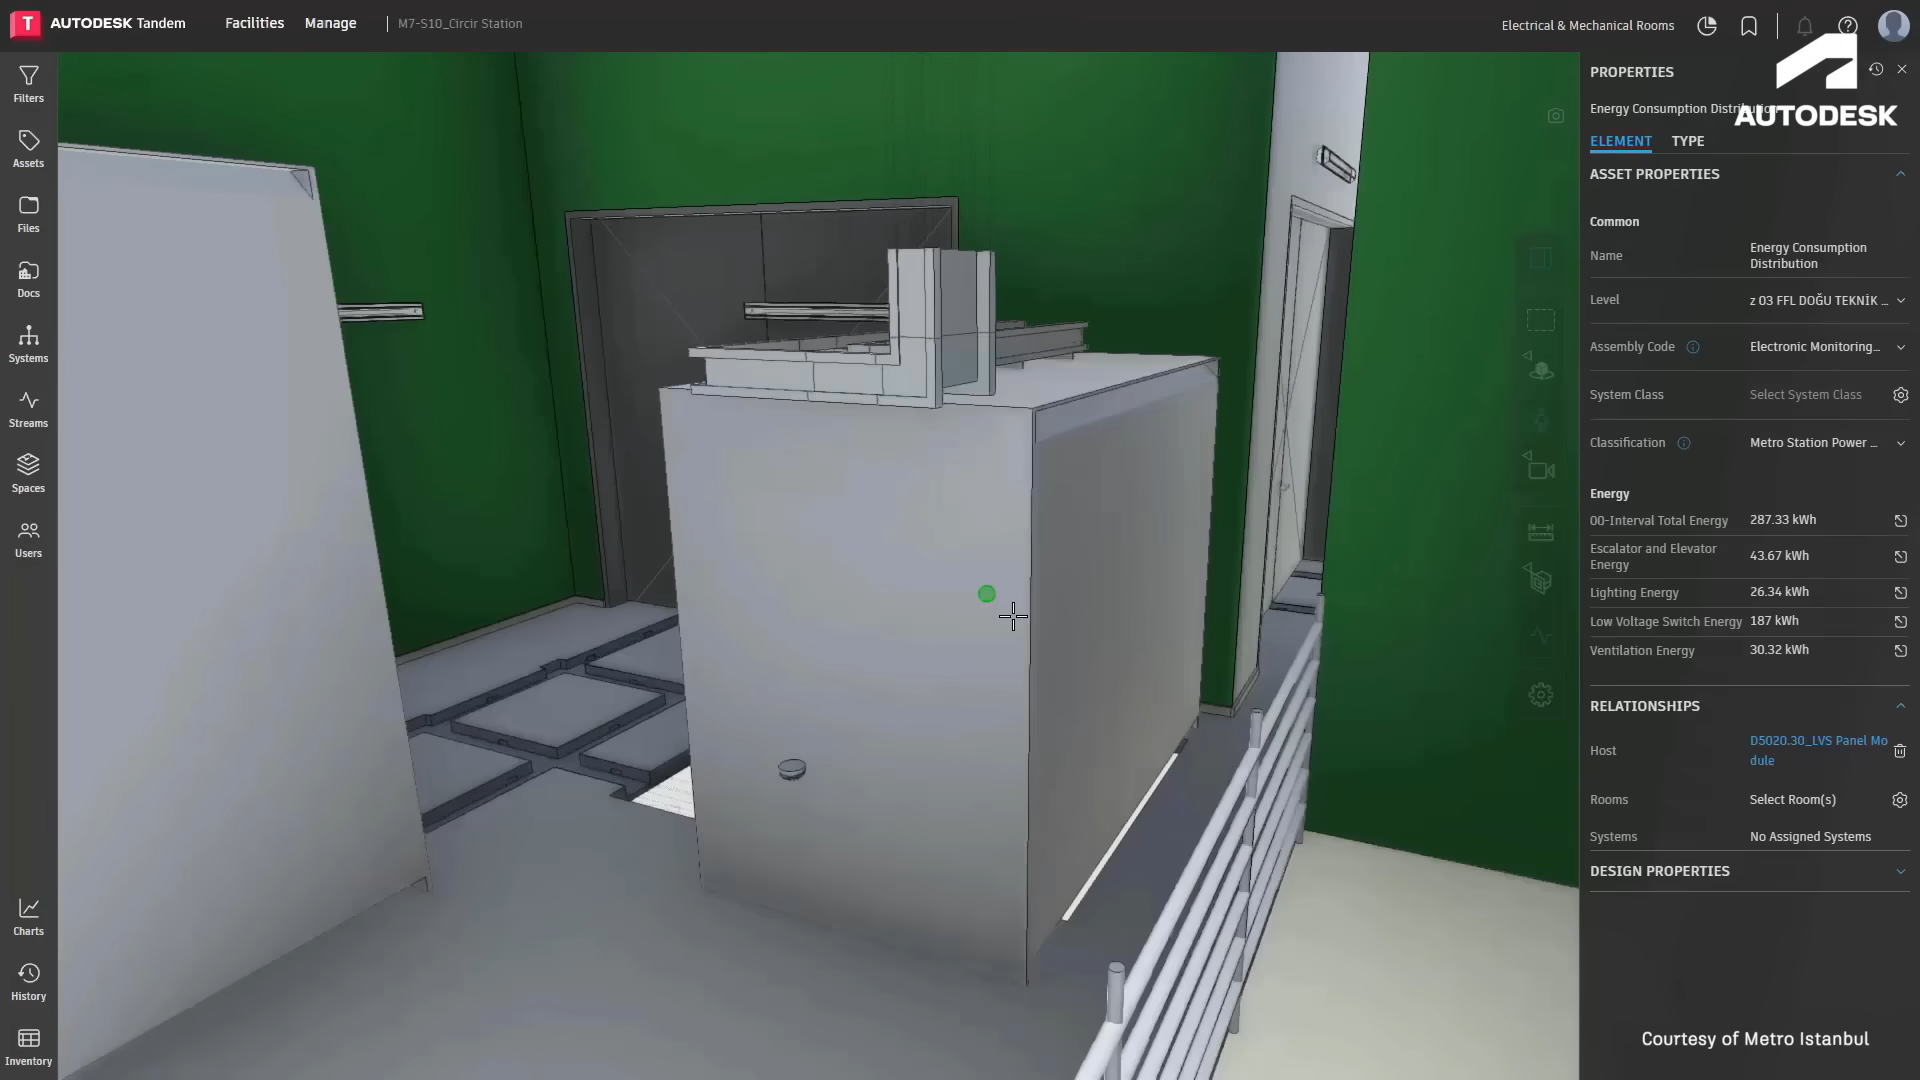 T AUTODESK Tandem
Facilities
Manage
M7-S10_Circir Station
Electrical & Mechanical Rooms
Filters
Assets
Files
Docs
Systems
Streams
Spaces
Users
Charts
History
Inventory
PROPERTIES
AUTODESK
Energy Consumption Distribution
ELEMENT TYPE
ASSET PROPERTIES
Common
Name Energy Consumption
Distribution
Level z 03 FFL DOĞU TEKNİK ...
Assembly Code Electronic Monitoring...
System Class Select System Class
Classification Metro Station Power ...
Energy
00-Interval Total Energy 287.33 kWh
Escalator and Elevator
Energy 43.67 kWh
Lighting Energy 26.34 kWh
Low Voltage Switch Energy 187 kWh
Ventilation Energy 30.32 kWh
RELATIONSHIPS
Host D5020.30_LVS Panel Mo
dule
Rooms Select Room(s)
Systems No Assigned Systems
DESIGN PROPERTIES
Courtesy of Metro Istanbul